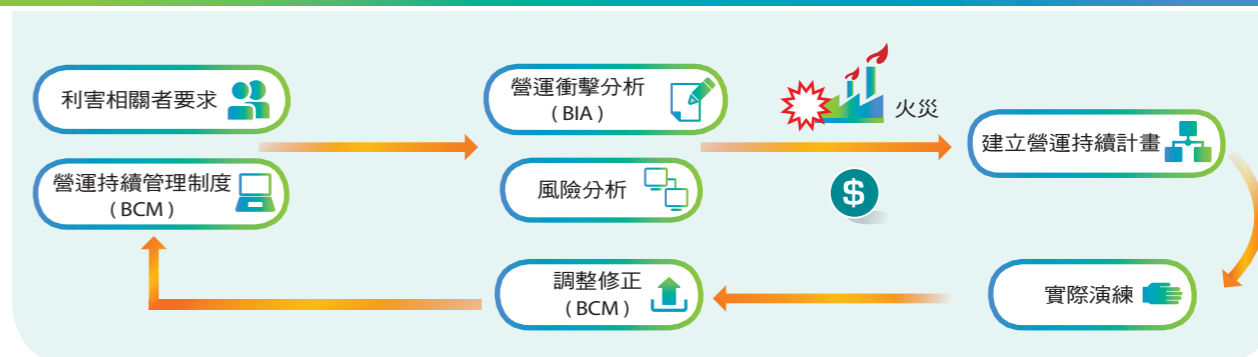 利害相關者要求
營運持續管理制度
( BCM )
營運衝擊分析
( BIA )
風險分析
火災
$
建立營運持續計畫
實際演練
調整修正
( BCM )